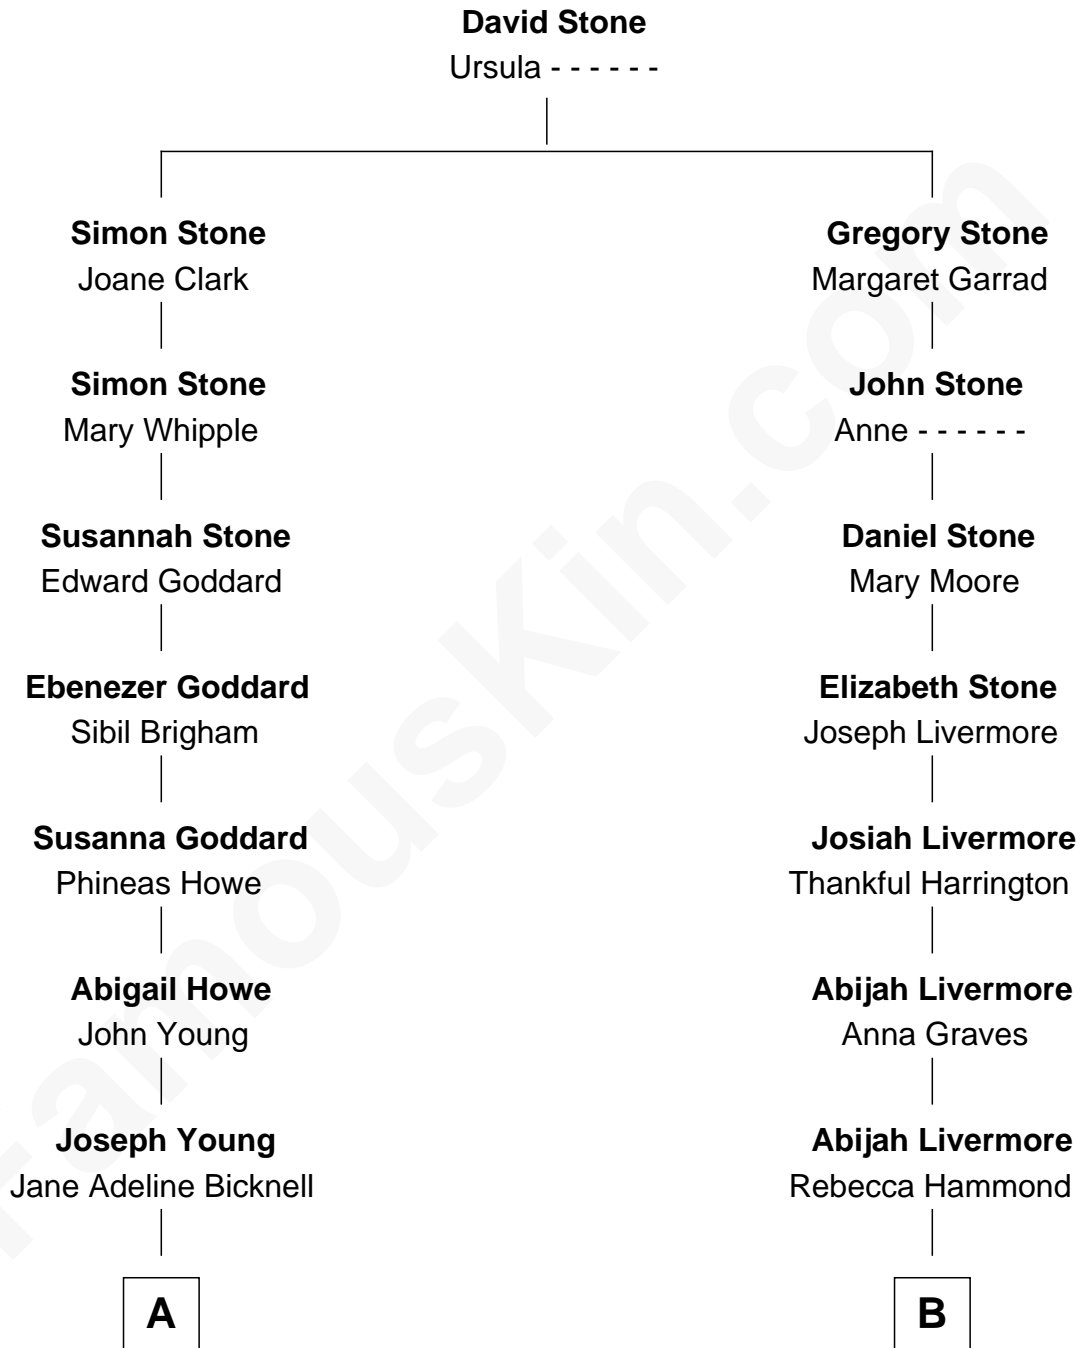 David Stone
Ursula - - - - - -
Simon Stone
Joane Clark
Gregory Stone
Margaret Garrad
Simon Stone
Mary Whipple
John Stone
Anne - - - - - -
Susannah Stone
Edward Goddard
Daniel Stone
Mary Moore
Ebenezer Goddard
Sibil Brigham
Elizabeth Stone
Joseph Livermore
Susanna Goddard
Phineas Howe
Josiah Livermore
Thankful Harrington
Abigail Howe
John Young
Abijah Livermore
Anna Graves
Joseph Young
Jane Adeline Bicknell
Abijah Livermore
Rebecca Hammond
A
B
FamousKin.com